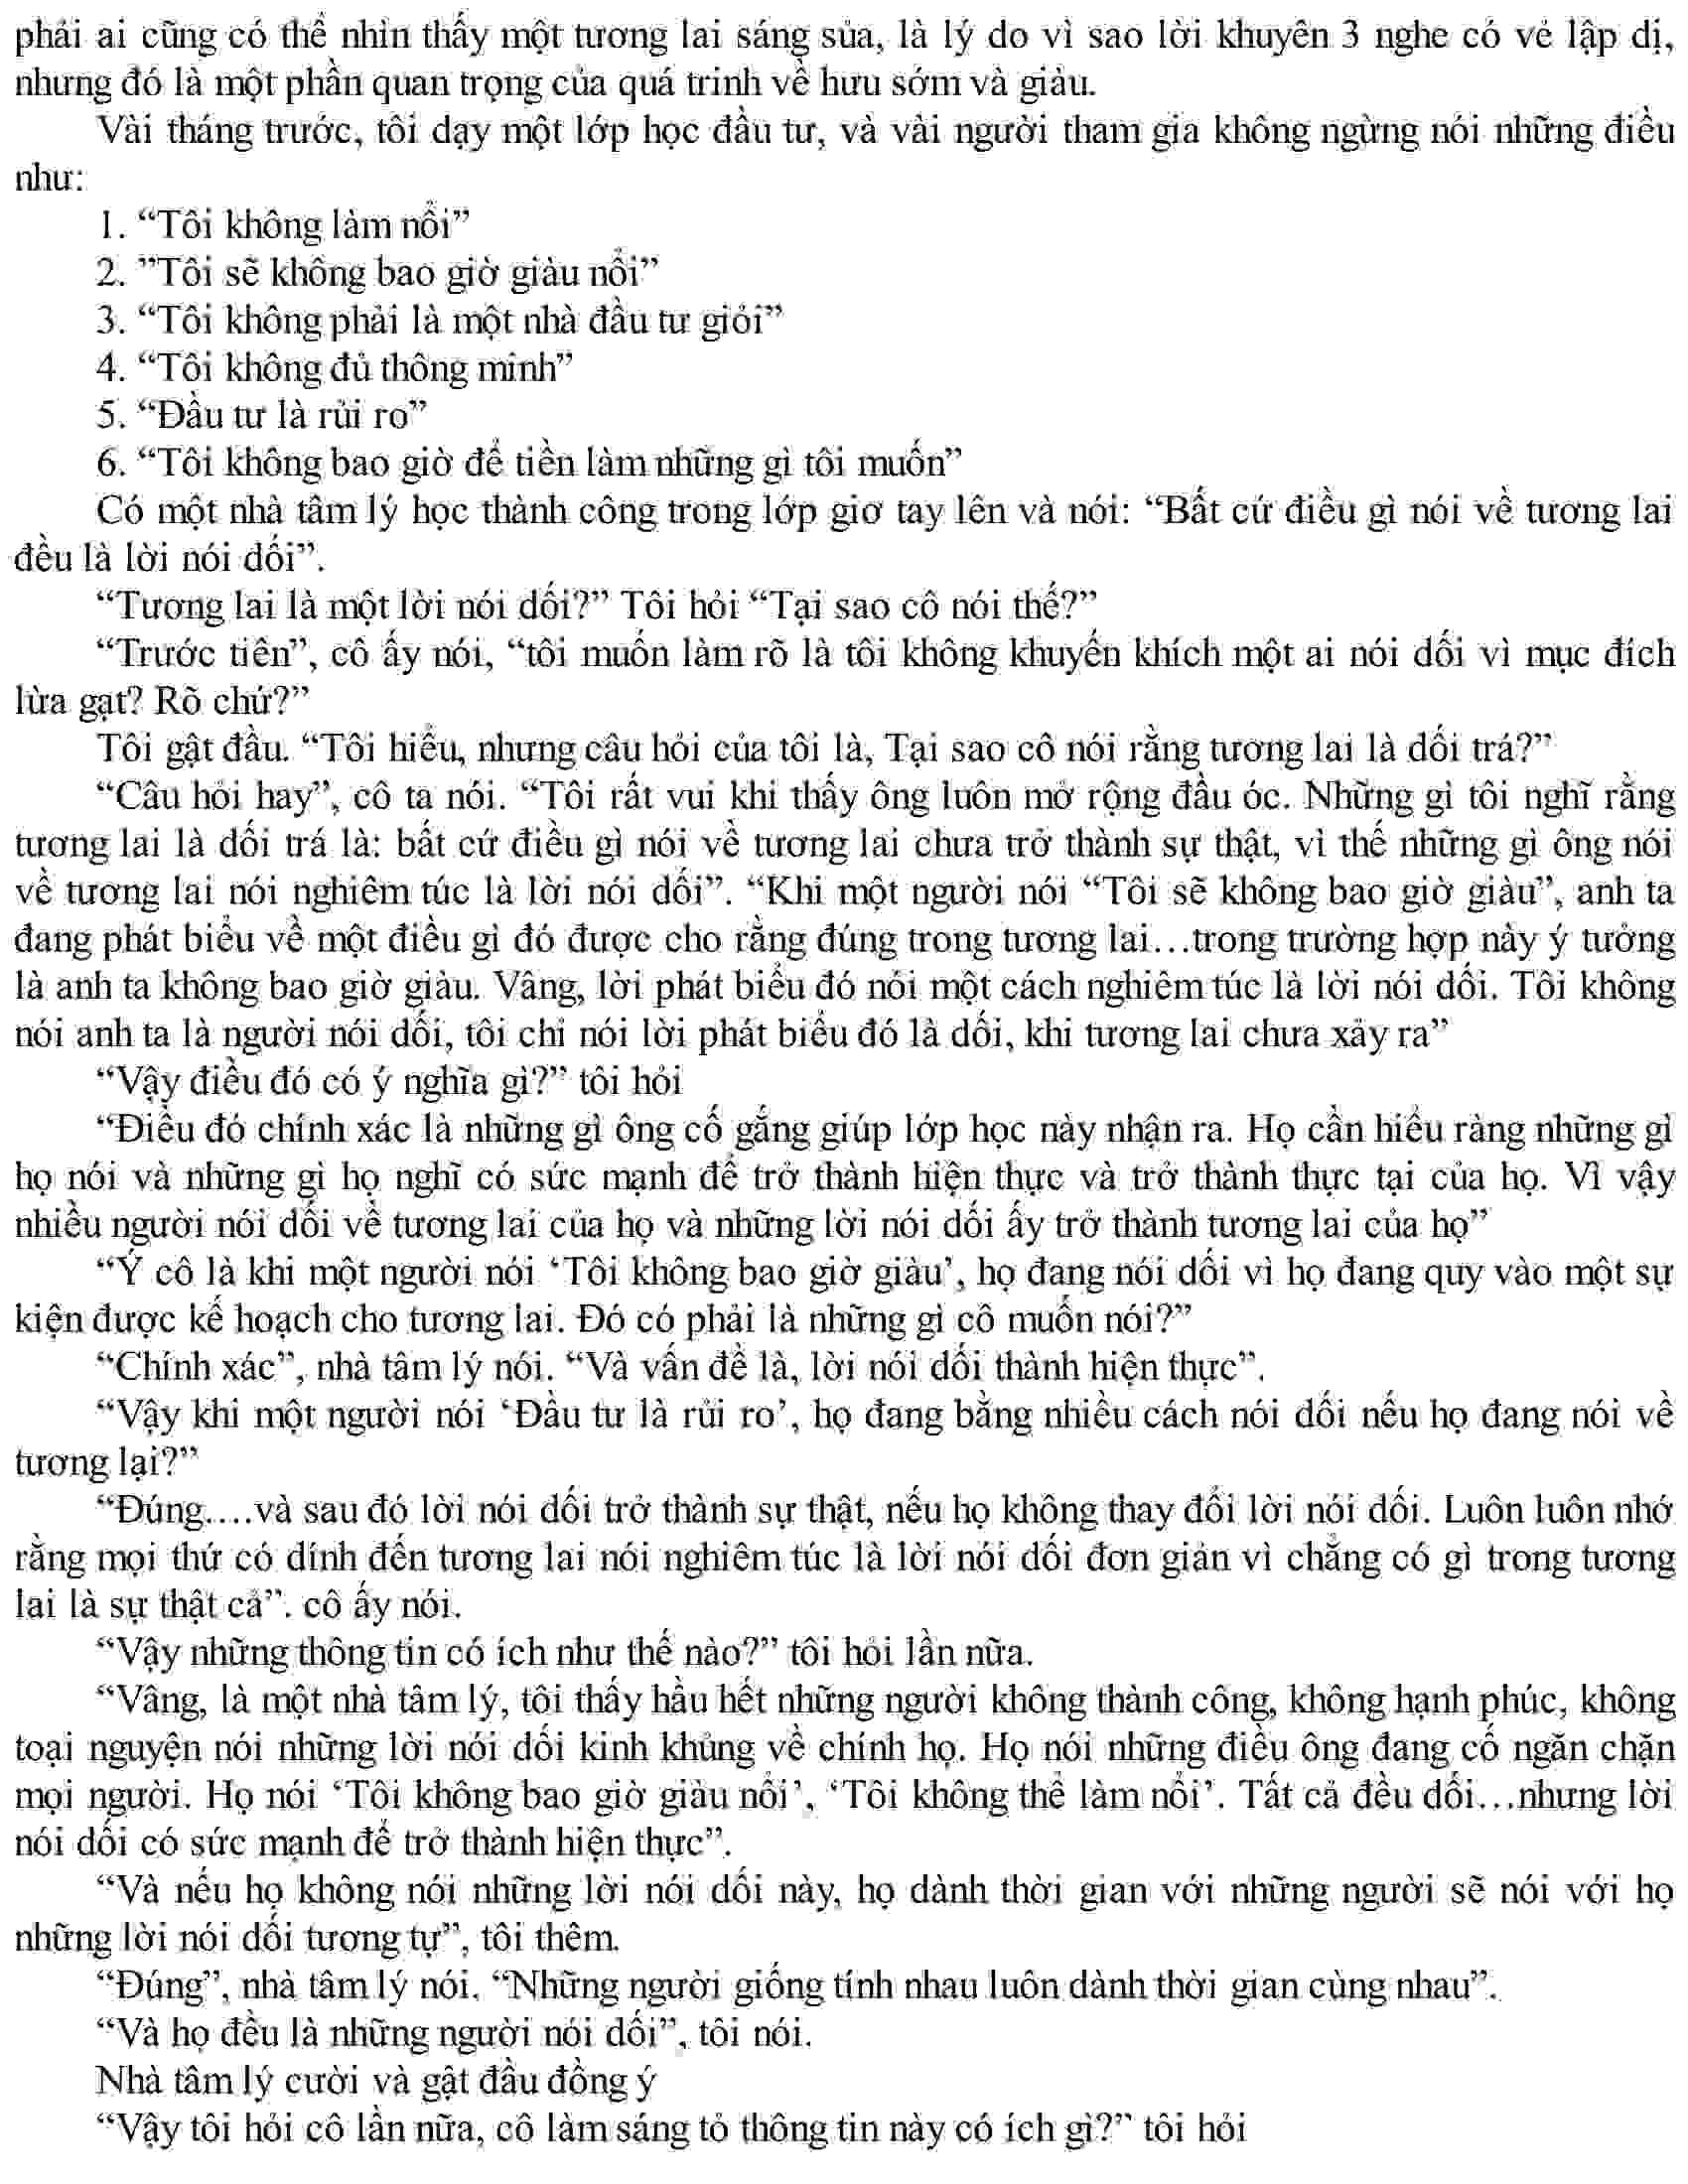 phải ai cũng có thể nhìn thấy một tương lai sáng sủa, là lý do vì sao lời khuyên 3 nghe có vẻ lập dị,
nhưng đó là một phần quan trọng của quá trinh về hưu sớm và giàu.
Vài tháng trước, tôi dạy một lớp học đầu tư, và vài người tham gia không ngừng nói những điều
như:
1. “Tôi không làm nổi”
2. ”Tôi sẽ không bao giờ giàu nổi”
3. “Tôi không phải là một nhà đầu tư giỏi”
4. “Tôi không đủ thông minh”
5. “Đầu tư là rủi ro”
6. “Tôi không bao giờ để tiền làm những gì tôi muốn”
Có một nhà tâm lý học thành công trong lớp giơ tay lên và nói: “Bất cứ điều gì nói về tương lai
đều là lời nói dối”.
“Tương lai là một lời nói dối?” Tôi hỏi “Tại sao cô nói thế?”
“Trước tiên”, cô ấy nói, “tôi muốn làm rõ là tôi không khuyến khích một ai nói dối vì mục đích
lừa gạt? Rõ chứ?”
Tôi gật đầu. “Tôi hiểu, nhưng câu hỏi của tôi là, Tại sao cô nói rằng tương lai là dối trá?”
“Câu hỏi hay”, cô ta nói. “Tôi rất vui khi thấy ông luôn mở rộng đầu óc. Những gì tôi nghĩ rằng
tương lai là dối trá là: bất cứ điều gì nói về tương lai chưa trở thành sự thật, vì thế những gì ông nói
về tương lai nói nghiêm túc là lời nói dối”. “Khi một người nói “Tôi sẽ không bao giờ giàu”, anh ta
đang phát biểu về một điều gì đó được cho rằng đúng trong tương lai…trong trường hợp này ý tưởng
là anh ta không bao giờ giàu. Vâng, lời phát biểu đó nói một cách nghiêm túc là lời nói dối. Tôi không
nói anh ta là người nói dối, tôi chỉ nói lời phát biểu đó là dối, khi tương lai chưa xảy ra”
“Vậy điều đó có ý nghĩa gì?” tôi hỏi
“Điều đó chính xác là những gì ông cố gắng giúp lớp học này nhận ra. Họ cần hiểu ràng những gì
họ nói và những gì họ nghĩ có sức mạnh để trở thành hiện thực và trở thành thực tại của họ. Vì vậy
nhiều người nói dối về tương lai của họ và những lời nói dối ấy trở thành tương lai của họ”
“Ý cô là khi một người nói ‘Tôi không bao giờ giàu’, họ đang nói dối vì họ đang quy vào một sự
kiện được kế hoạch cho tương lai. Đó có phải là những gì cô muốn nói?”
“Chính xác”, nhà tâm lý nói. “Và vấn đề là, lời nói dối thành hiện thực”.
“Vậy khi một người nói ‘Đầu tư là rủi ro’, họ đang bằng nhiều cách nói dối nếu họ đang nói về
tương lại?”
“Đúng….và sau đó lời nói dối trở thành sự thật, nếu họ không thay đổi lời nói dối. Luôn luôn nhớ
rằng mọi thứ có dính đến tương lai nói nghiêm túc là lời nói dối đơn giản vì chẳng có gì trong tương
lai là sự thật cả”. cô ấy nói.
“Vậy những thông tin có ích như thế nào?” tôi hỏi lần nữa.
“Vâng, là một nhà tâm lý, tôi thấy hầu hết những người không thành công, không hạnh phúc, không
toại nguyện nói những lời nói dối kinh khủng về chính họ. Họ nói những điều ông đang cố ngăn chặn
mọi người. Họ nói ‘Tôi không bao giờ giàu nổi’, ‘Tôi không thể làm nổi’. Tất cả đều dối…nhưng lời
nói dối có sức mạnh để trở thành hiện thực”.
“Và nếu họ không nói những lời nói dối này, họ dành thời gian với những người sẽ nói với họ
những lời nói dối tương tự”, tôi thêm.
“Đúng”, nhà tâm lý nói. “Những người giống tính nhau luôn dành thời gian cùng nhau”.
“Và họ đều là những người nói dối”, tôi nói.
Nhà tâm lý cười và gật đầu đồng ý
“Vậy tôi hỏi cô lần nữa, cô làm sáng tỏ thông tin này có ích gì?” tôi hỏi